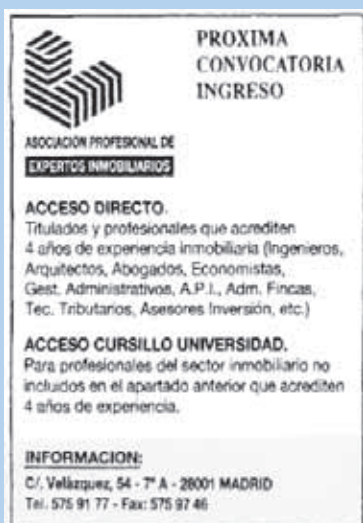 PROXIMA
CONVOCATORIA
INGRESO
ASOCIACIÓN PROFESIONAL DE
EXPERTOS INMOBILIARIOS
ACCESO DIRECTO.
Titulados y profesionales que acrediten
4 años de experiencia inmobiliaria (Ingenieros,
Arquitectos, Abogados, Economistas,
Gest. Administrativos, A.P.I., Adm. Fincas,
Tec. Tributarios, Asesores Inversión, etc.)
ACCESO CURSILLO UNIVERSIDAD.
Para profesionales del sector inmobiliario no
incluidos en el apartado anterior que acrediten
4 años de experiencia.
INFORMACION:
C/. Velázquez, 54 - 7º A - 28001 MADRID
Tel. 575 91 77 - Fax: 575 97 46